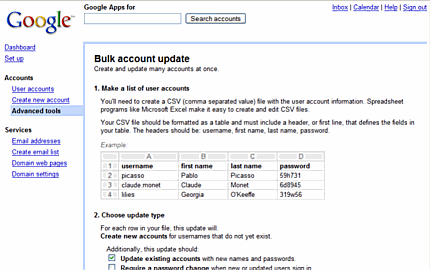 Google™
Google Apps for
Search accounts
Inbox | Calendar | Help | Sign out
Dashboard
Set up
Accounts
User accounts
Create new account
Advanced tools
Services
Email addresses
Create email list
Domain web pages
Domain settings
Bulk account update
Create and update many accounts at once.
1. Make a list of user accounts
You'll need to create a CSV (comma separated value) file with the user account information. Spreadsheet
programs like Microsoft Excel make it easy to create and edit CSV files.
Your CSV file should be formatted as a table and must include a header, or first line, that defines the fields in
your table. The headers should be: username, first name, last name, password.
Example:
A B C D
1 username first name last name password
2 picasso Pablo Picasso 59h731
3 claude.monet Claude Monet 6d8945
4 lilies Georgia O'Keeffe 319w56
2. Choose update type
For each row in your file, this update will:
Create new accounts for usernames that do not yet exist.
Additionally, this update should:
Update existing accounts with new names and passwords.
Require a password change when new or updated users sign in.